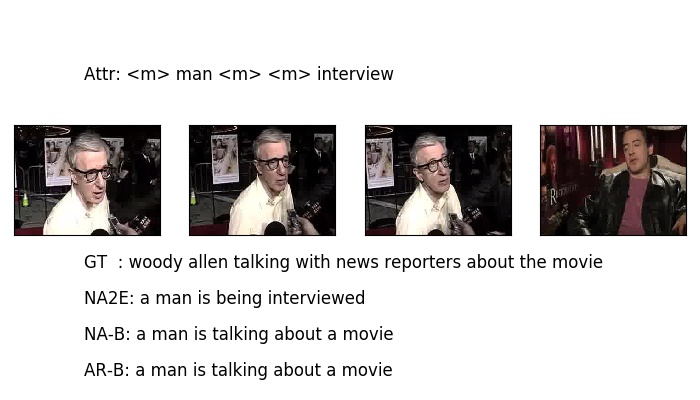 Attr: <m> man <m> <m> interview
GT : woody allen talking with news reporters about the movie
NA2E: a man is being interviewed
NA-B: a man is talking about a movie
AR-B: a man is talking about a movie